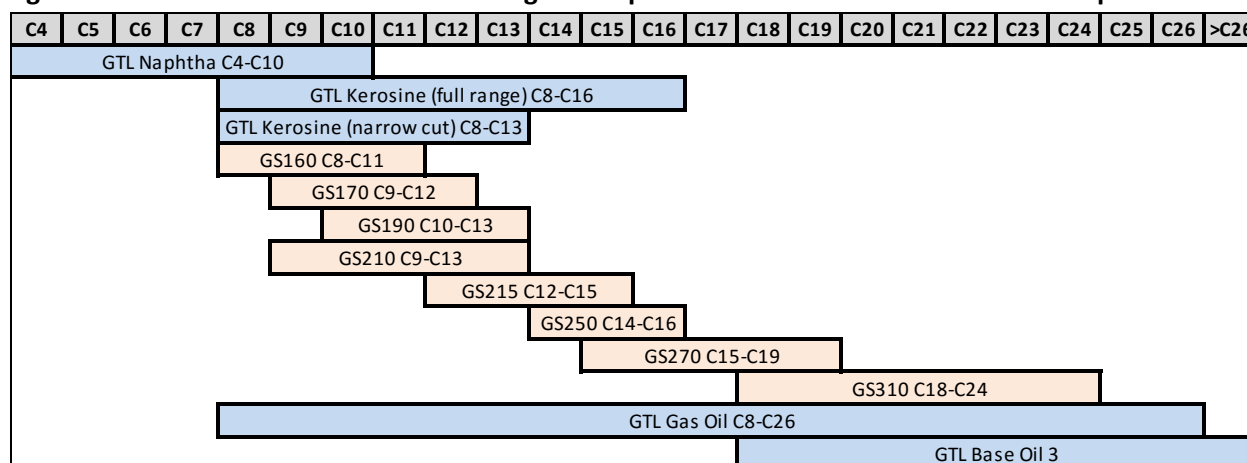 C4 C5 C6 C7 C8 C9 C10 C11 C12 C13 C14 C15 C16 C17 C18 C19 C20 C21 C22 C23 C24 C25 C26 >C26
GTL Naphtha C4-C10
GTL Kerosine (full range) C8-C16
GTL Kerosine (narrow cut) C8-C13
GS160 C8-C11
GS170 C9-C12
GS190 C10-C13
GS210 C9-C13
GS215 C12-C15
GS250 C14-C16
GS270 C15-C19
GS310 C18-C24
GTL Gas Oil C8-C26
GTL Base Oil 3